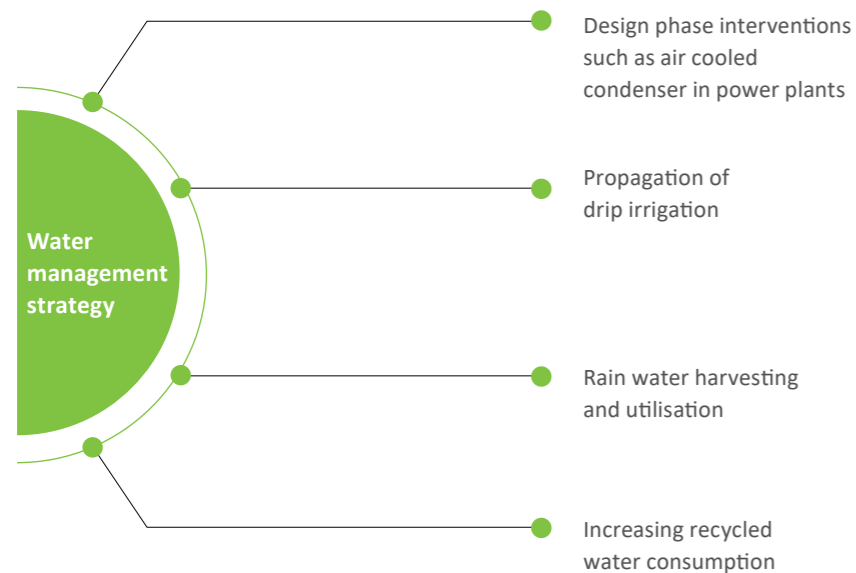 Water
management
strategy
Design phase interventions
such as air cooled
condenser in power plants
Propagation of
drip irrigation
Rain water harvesting
and utilisation
Increasing recycled
water consumption